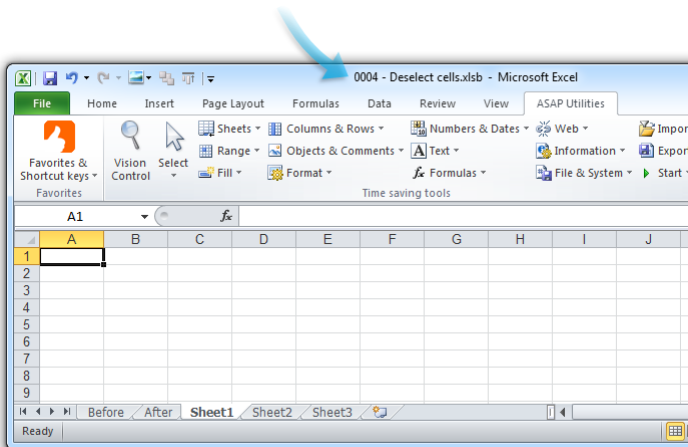 0004 - Deselect cells.xlsb - Microsoft Excel
File Home Insert Page Layout Formulas Data Review View ASAP Utilities
Sheets Columns & Rows Numbers & Dates Web Impor
Range Objects & Comments Text Information Expor
Favorites & Shortcut keys Vision Control Select Fill Format Formulas File & System Start
Favorites Time saving tools
A1 fx
A B C D E F G H I J
1
2
3
4
5
6
7
8
9
Before After Sheet1 Sheet2 Sheet3
Ready